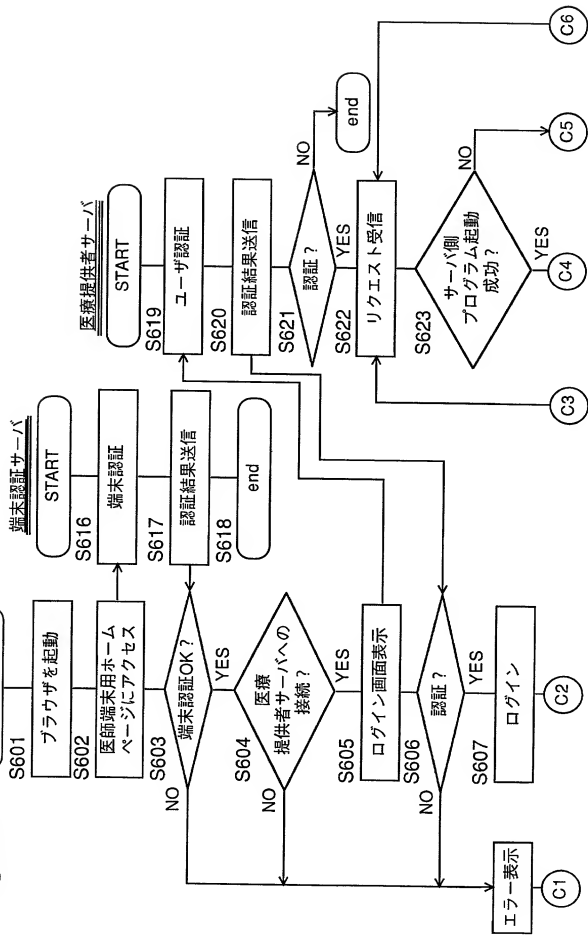 S601
ブラウザを起動
S602
医師端末用ホーム
ページにアクセス
S603
端末認証OK?
NO
YES
S604
医療
提供者サーバへの
接続?
NO
YES
S605
ログイン画面表示
S606
認証?
NO
YES
S607
ログイン
エラー表示
C1
C2
端末認証サーバ
START
S616
端末認証
S617
認証結果送信
S618
end
医療提供者サーバ
START
S619
ユーザ認証
S620
認証結果送信
S621
認証?
NO
end
YES
S622
リクエスト受信
S623
サーバ側
プログラム起動
成功?
NO
YES
C3
C4
C5
C6